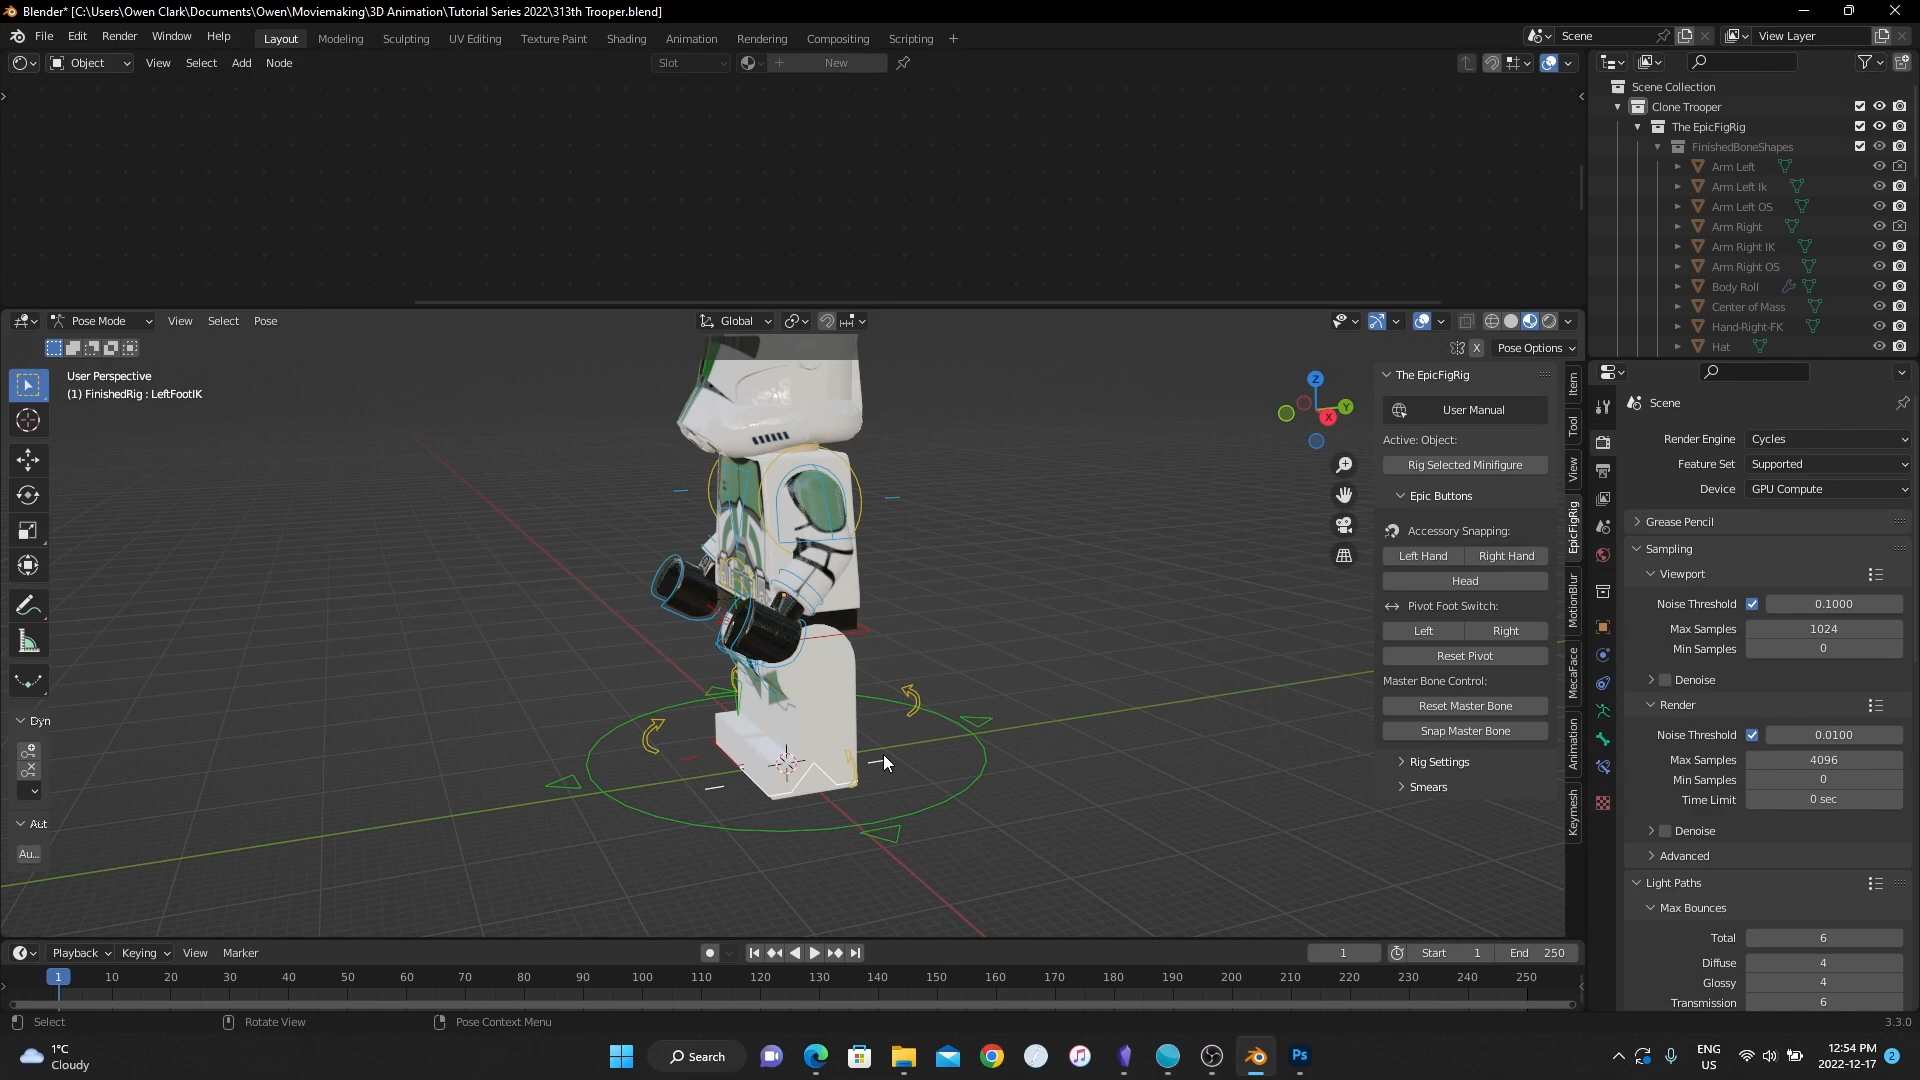 Blender* [C:\Users\Owen Clark\Documents\Owen\Moviemaking\3D Animation\Tutorial Series 2022\313th Trooper.blend]
File Edit Render Window Help Layout Modeling Sculpting UV Editing Texture Paint Shading Animation Rendering Compositing Scripting
Scene View Layer
Object View Select Add Node Slot New
Scene Collection
Clone Trooper
The EpicFigRig
FinishedBoneShapes
Arm Left
Arm Left Ik
Arm Left OS
Arm Right
Arm Right IK
Arm Right OS
Body Roll
Center of Mass
Hand-Right-FK
Hat
Pose Mode View Select Pose Global
X Pose Options
User Perspective
(1) FinishedRig : LeftFootIK
Z
Y
X
The EpicFigRig
User Manual
Active: Object:
Rig Selected Minifigure
Epic Buttons
Accessory Snapping:
Left Hand Right Hand
Head
Pivot Foot Switch:
Left Right
Reset Pivot
Master Bone Control:
Reset Master Bone
Snap Master Bone
Rig Settings
Smears
Item
Tool
View
EpicFigRig
MotionBlur
MecaFace
Animation
Keymesh
Dyn
Aut
Au...
Scene
Render Engine Cycles
Feature Set Supported
Device GPU Compute
Grease Pencil
Sampling
Viewport
Noise Threshold 0.1000
Max Samples 1024
Min Samples 0
Denoise
Render
Noise Threshold 0.0100
Max Samples 4096
Min Samples 0
Time Limit 0 sec
Denoise
Advanced
Light Paths
Max Bounces
Total 6
Diffuse 4
Glossy 4
Transmission 6
Playback Keying View Marker 1 Start 1 End 250
1 10 20 30 40 50 60 70 80 90 100 110 120 130 140 150 160 170 180 190 200 210 220 230 240 250
Select Rotate View Pose Context Menu 3.3.0
1°C
Cloudy
Search
Ps
ENG
US
12:54 PM
2022-12-17
2